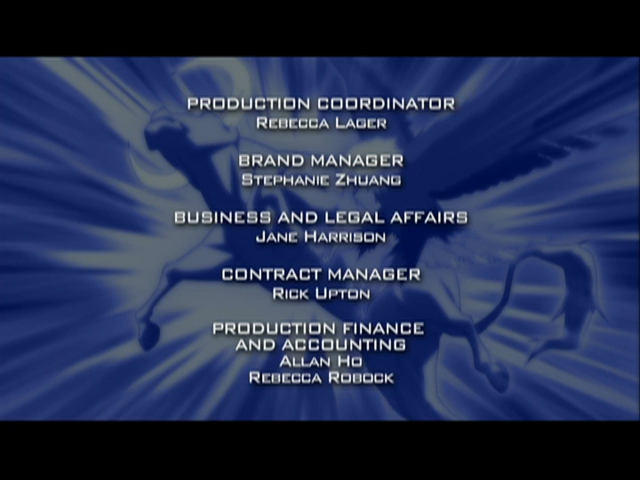 PRODUCTION COORDINATOR
REBECCA LAGER
BRAND MANAGER
STEPHANIE ZHUANG
BUSINESS AND LEGAL AFFAIRS
JANE HARRISON
CONTRACT MANAGER
RICK UPTON
PRODUCTION FINANCE
AND ACCOUNTING
ALLAN HO
REBECCA ROBOCK